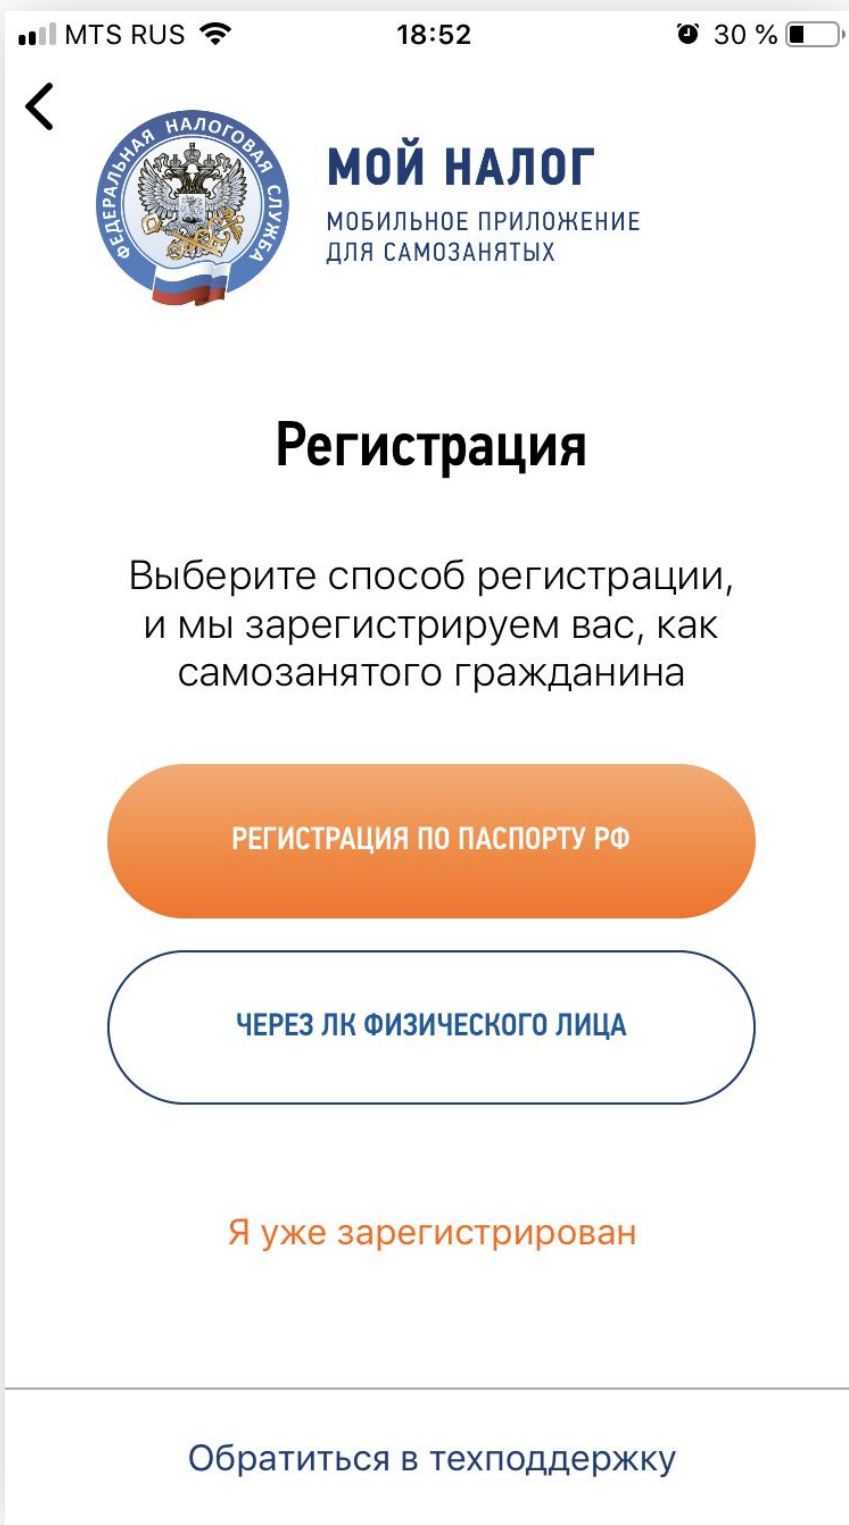 MTS RUS 18:52 30 %
ФЕДЕРАЛЬНАЯ НАЛОГОВАЯ СЛУЖБА
МОЙ НАЛОГ
МОБИЛЬНОЕ ПРИЛОЖЕНИЕ
ДЛЯ САМОЗАНЯТЫХ
Регистрация
Выберите способ регистрации,
и мы зарегистрируем вас, как
самозанятого гражданина
РЕГИСТРАЦИЯ ПО ПАСПОРТУ РФ
ЧЕРЕЗ ЛК ФИЗИЧЕСКОГО ЛИЦА
Я уже зарегистрирован
Обратиться в техподдержку